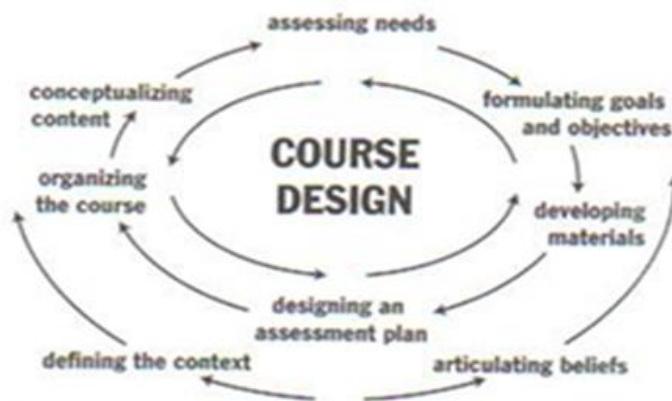 assessing needs
conceptualizing
content
formulating goals
and objectives
COURSE
DESIGN
organizing
the course
developing
materials
designing an
assessment plan
defining the context
articulating beliefs